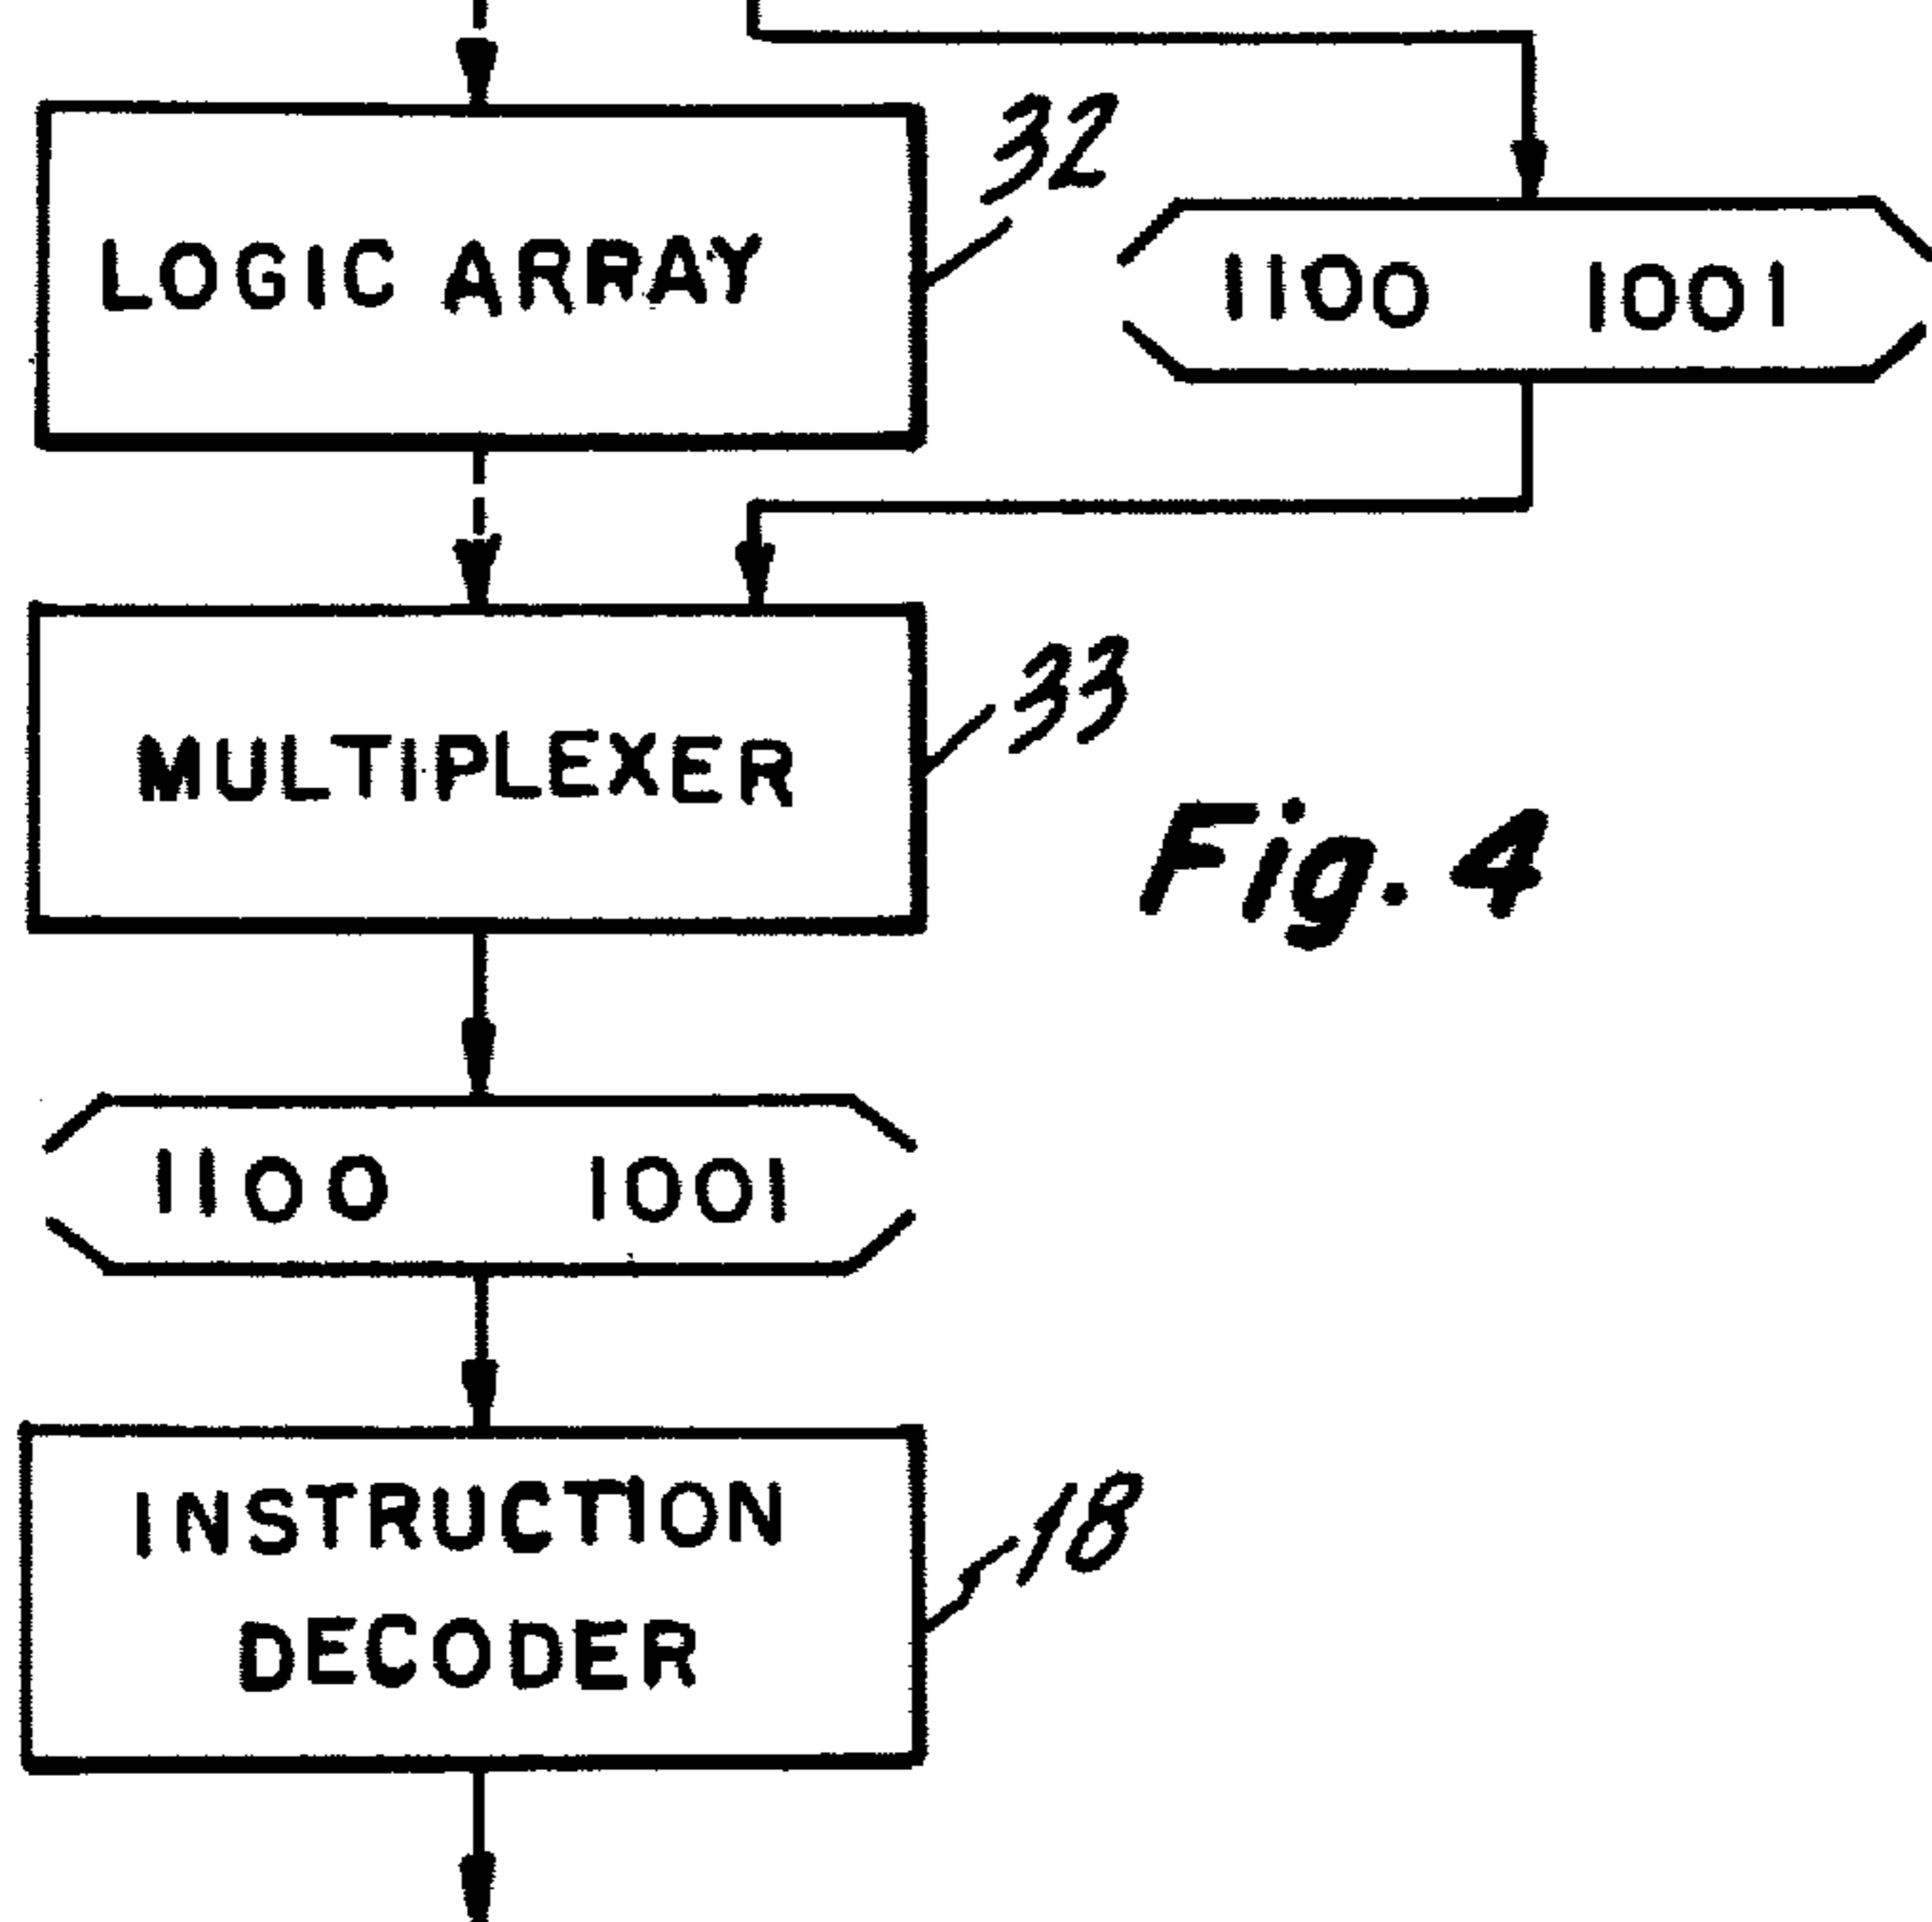 32
LOGIC ARRAY
1100 1001
33
MULTIPLEXER
Fig. 4
1100 1001
18
INSTRUCTION
DECODER